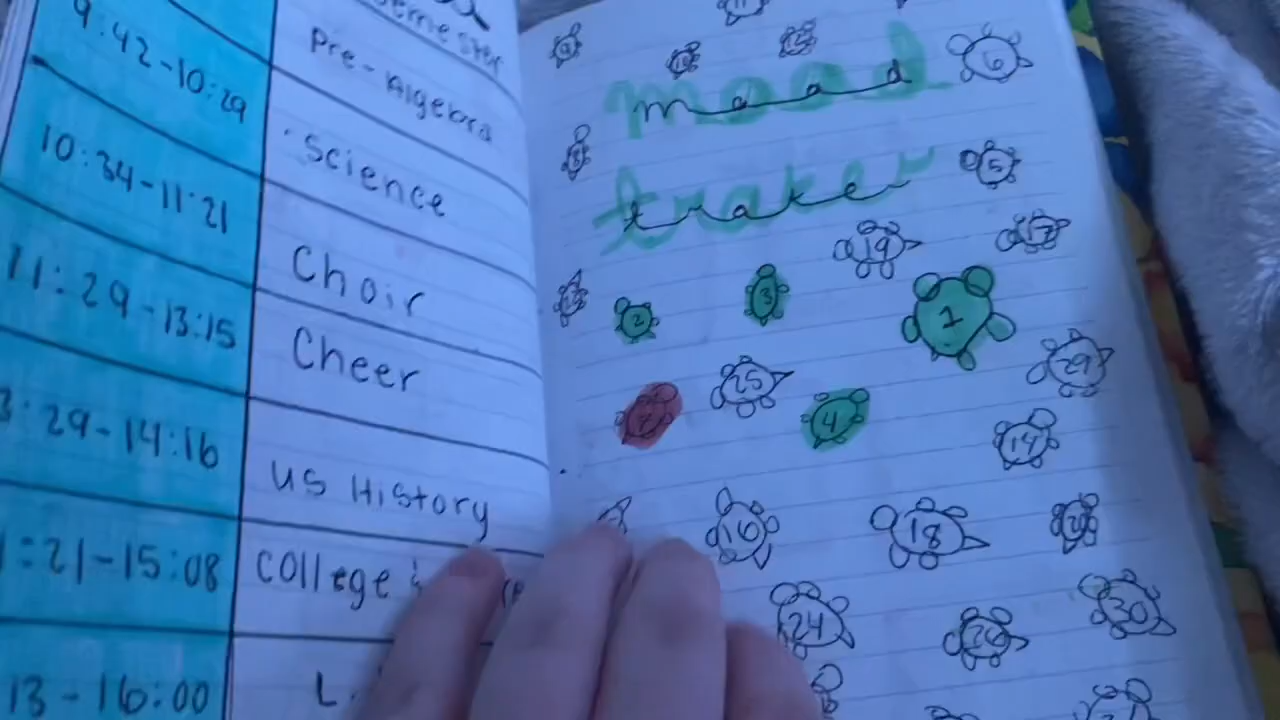 9:42-10:29
Pre-Algebra
10:34-11:21
Science
Choir
11:29-13:15
Cheer
3:29-14:16
US History
:21-15:08
College
13-16:00
L
mood
traker
6
5
19
17
3
2
1
29
25
4
14
16
18
24
26
30